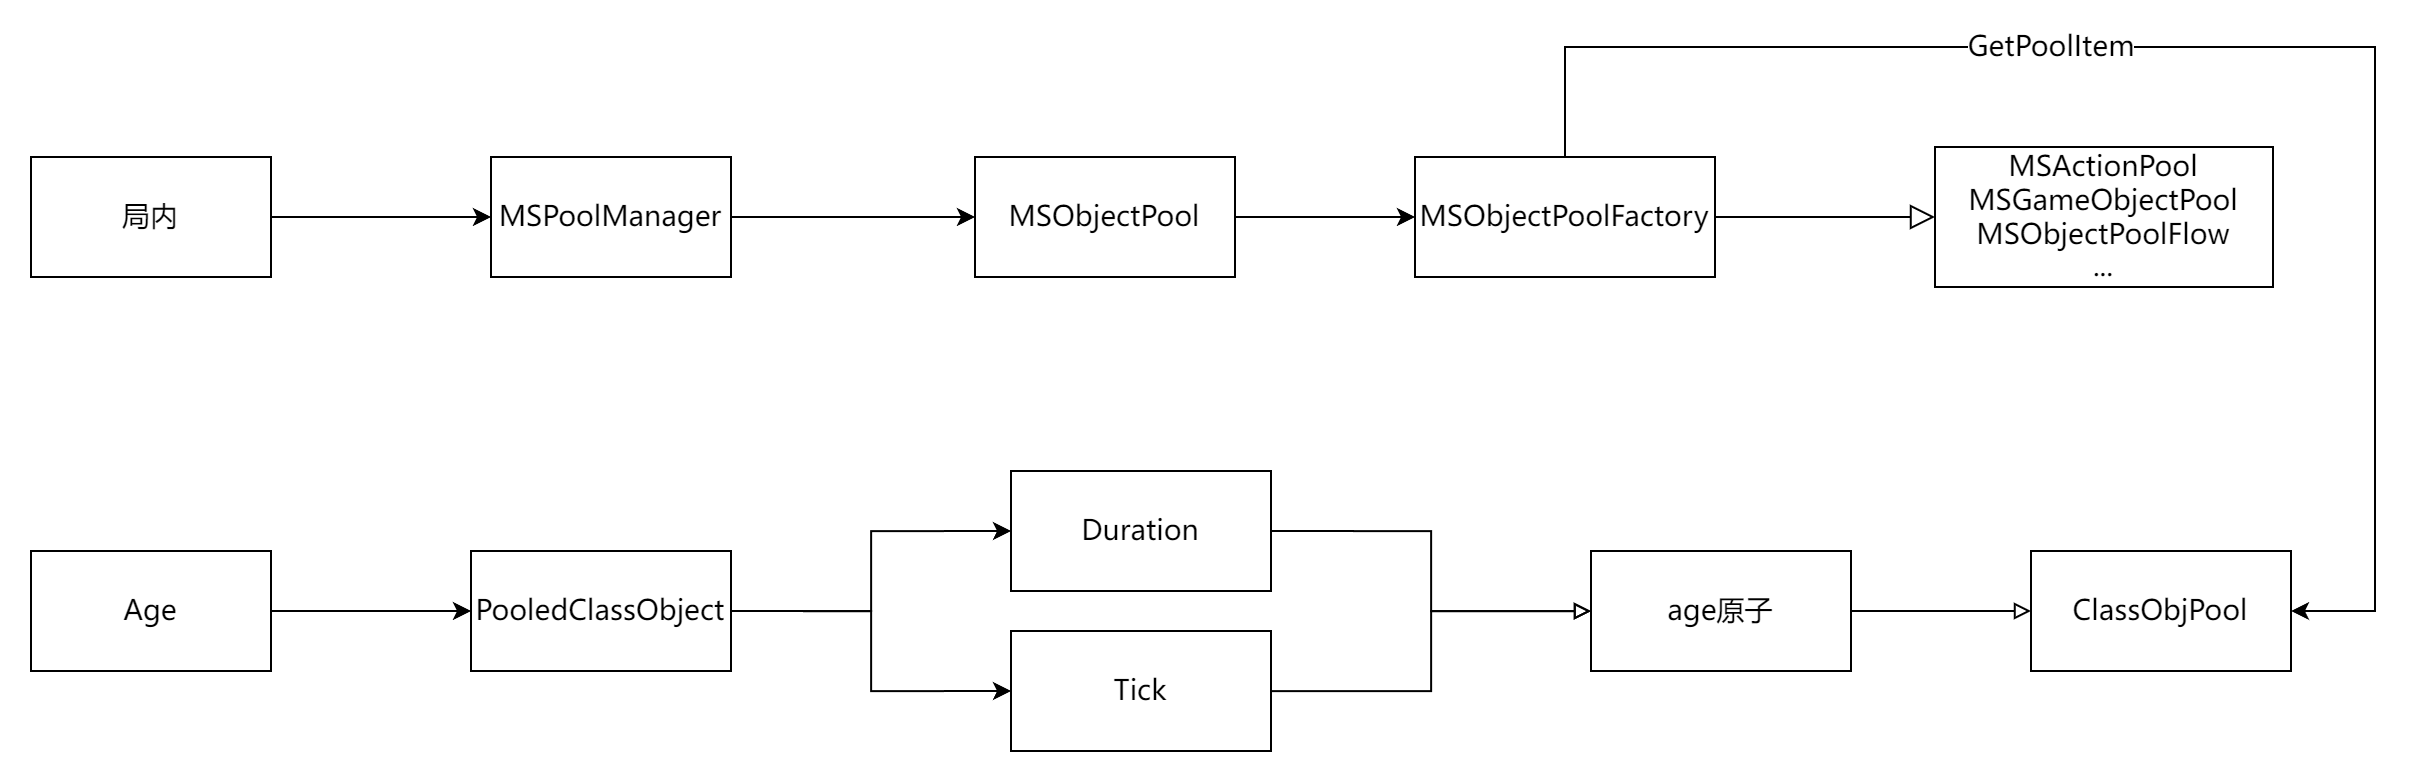 GetPoolItem
局内
MSPoolManager
MSObjectPool
MSObjectPoolFactory
MSActionPool
MSGameObjectPool
MSObjectPoolFlow
...
Duration
Age
PooledClassObject
age原子
ClassObjPool
Tick